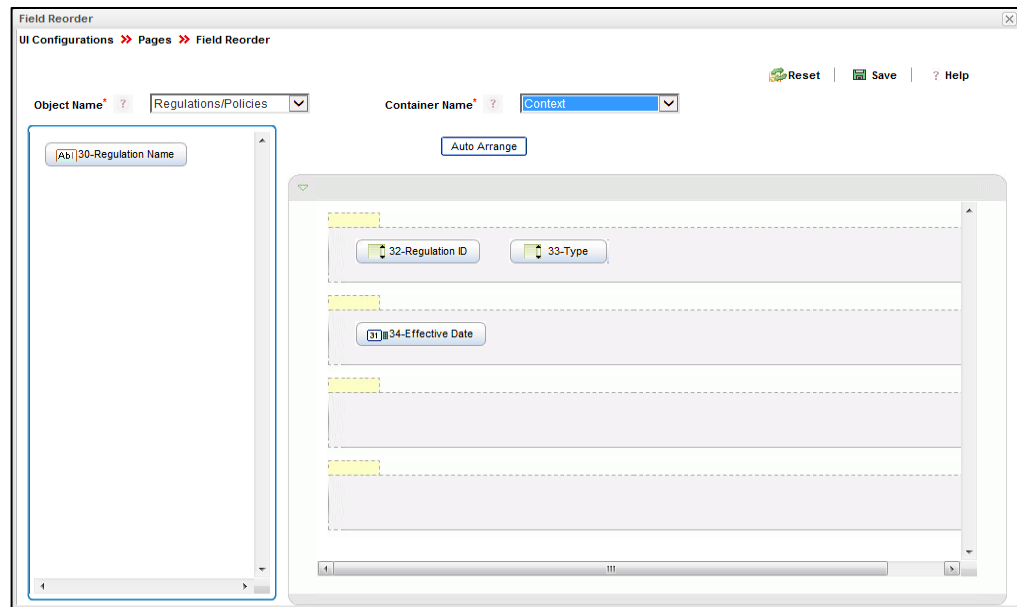 Field Reorder
UI Configurations >> Pages >> Field Reorder
Reset Save ? Help
Object Name* ? Regulations/Policies Container Name* ? Context
Auto Arrange
Ab 30-Regulation Name
32-Regulation ID 33-Type
31 34-Effective Date